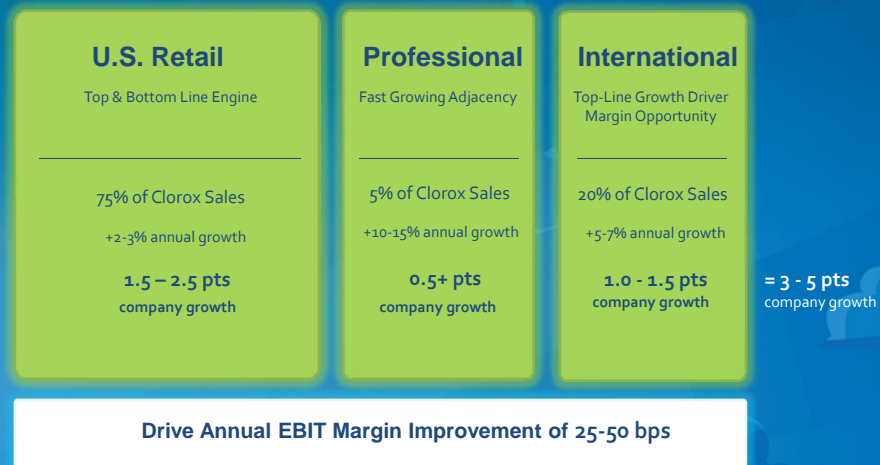 U.S. Retail
Top & Bottom Line Engine
75% of Clorox Sales
+2-3% annual growth
1.5 – 2.5 pts
company growth
Professional
Fast Growing Adjacency
5% of Clorox Sales
+10-15% annual growth
0.5+ pts
company growth
International
Top-Line Growth Driver
Margin Opportunity
20% of Clorox Sales
+5-7% annual growth
1.0 - 1.5 pts
company growth
= 3 - 5 pts
company growth
Drive Annual EBIT Margin Improvement of 25-50 bps